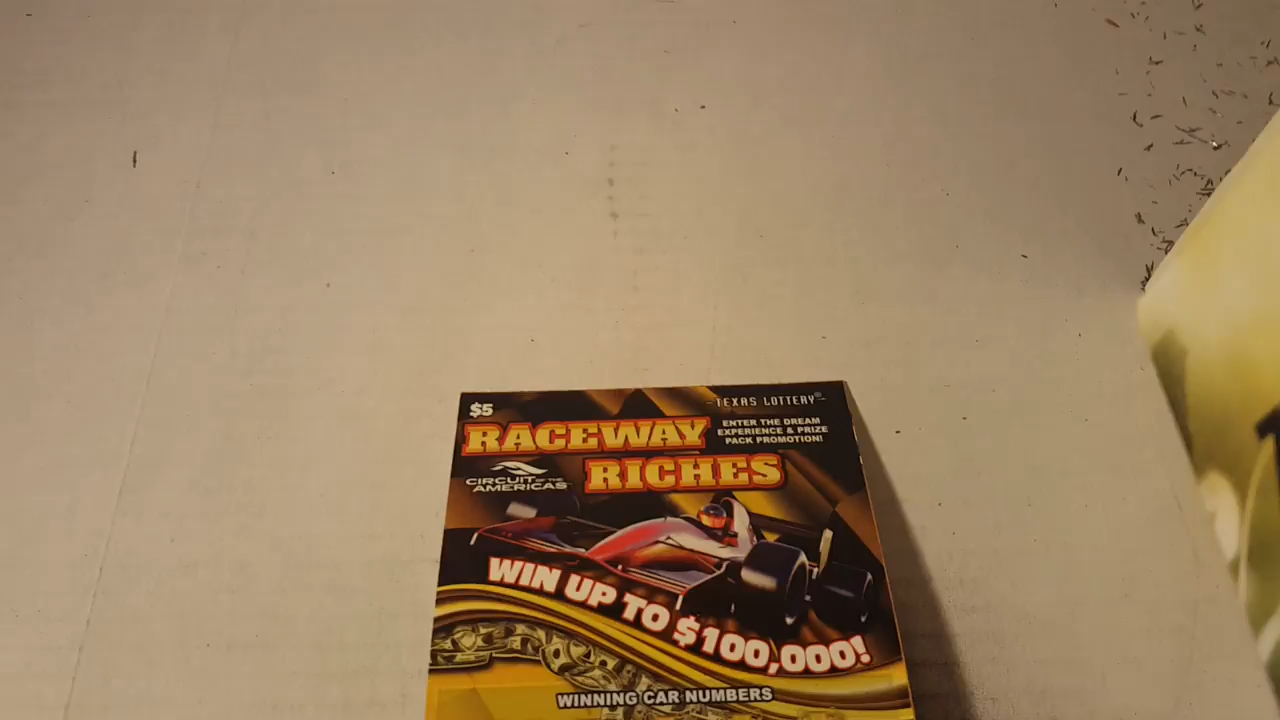 $5
-TEXAS LOTTERY®-
RACEWAY
RICHES
ENTER THE DREAM
EXPERIENCE & PRIZE
PACK PROMOTION!
CIRCUIT OF THE
AMERICAS
WIN UP TO $100,000!
WINNING CAR NUMBERS